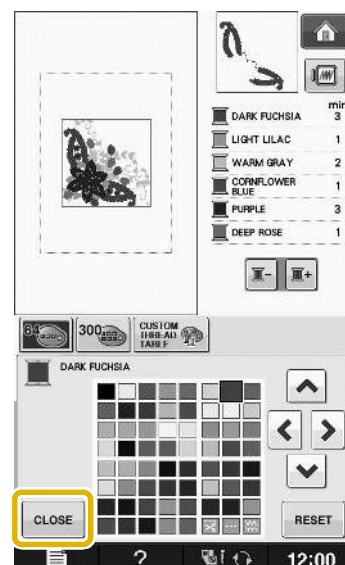 min
DARK FUCHSIA 3
LIGHT LILAC 1
WARM GRAY 2
CORNFLOWER
BLUE 1
PURPLE 3
DEEP ROSE 1
- +
64 300 CUSTOM
THREAD
TABLE
DARK FUCHSIA
CLOSE
RESET
? 12:00